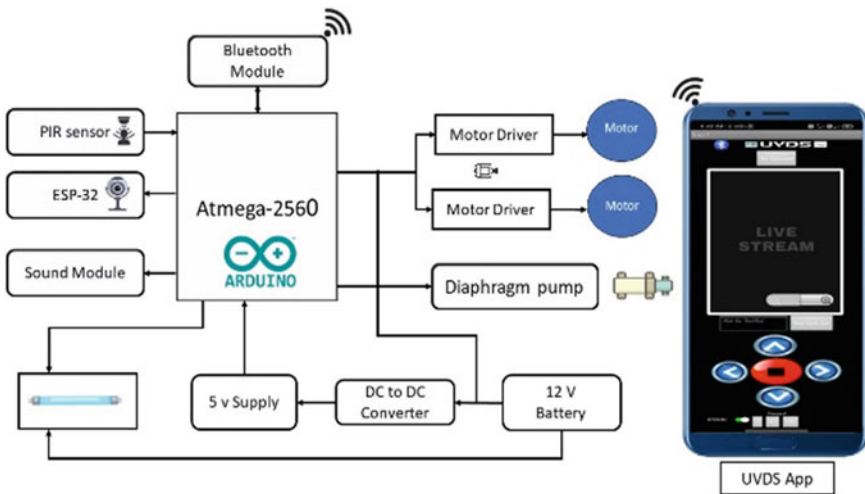 Bluetooth
Module
PIR sensor
ESP-32
Sound Module
Atmega-2560
ARDUINO
Motor Driver
Motor
Motor Driver
Motor
Diaphragm pump
5 v Supply
DC to DC
Converter
12 V
Battery
UVDS
LIVE
STREAM
UVDS App